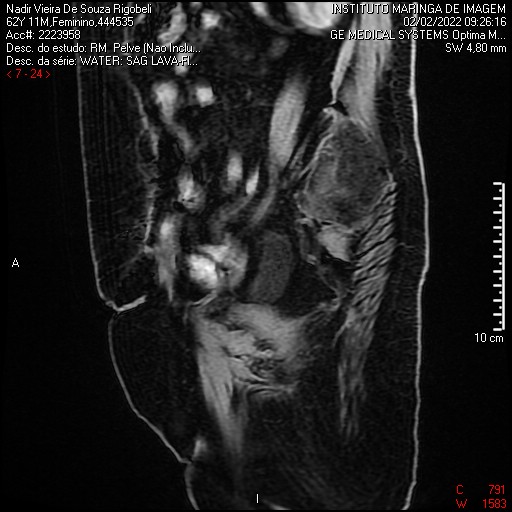 Nadir Vieira De Souza Rigobeli
62Y 11M,Feminino,444535
Acc#: 2223958
Desc. do estudo: RM. Pelve (Nao Inclu...
Desc. da série: WATER: SAG LAVA-Fl...
< 7 - 24 >
INSTITUTO MARINGA DE IMAGEM
02/02/2022 09:26:16
GE MEDICAL SYSTEMS Optima M...
SW 4,80 mm
A
10 cm
I
C 791
W 1583